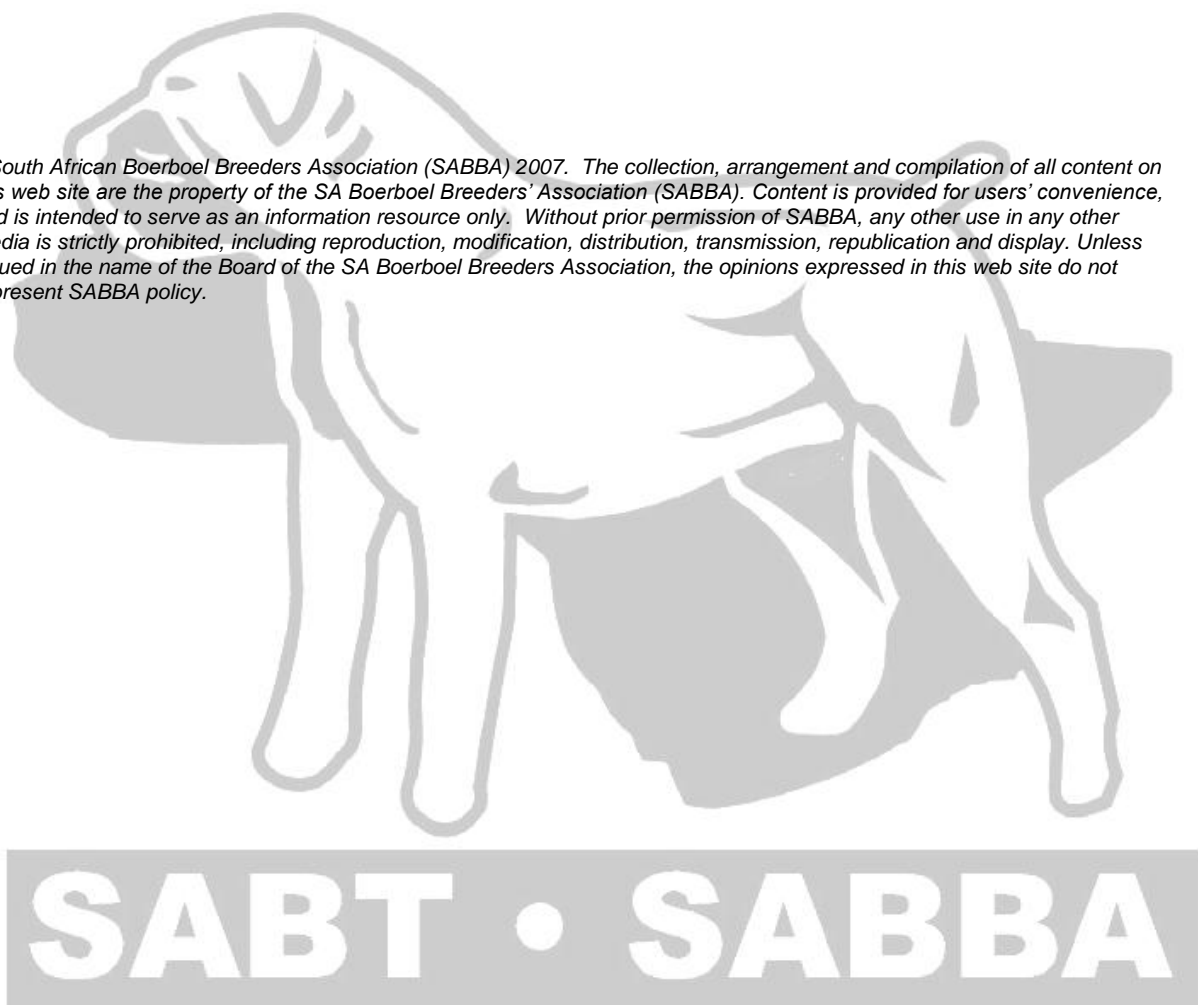 South African Boerboel Breeders Association (SABBA) 2007. The collection, arrangement and compilation of all content on
s web site are the property of the SA Boerboel Breeders' Association (SABBA). Content is provided for users' convenience,
d is intended to serve as an information resource only. Without prior permission of SABBA, any other use in any other
dia is strictly prohibited, including reproduction, modification, distribution, transmission, republication and display. Unless
ued in the name of the Board of the SA Boerboel Breeders Association, the opinions expressed in this web site do not
present SABBA policy.
SABT • SABBA